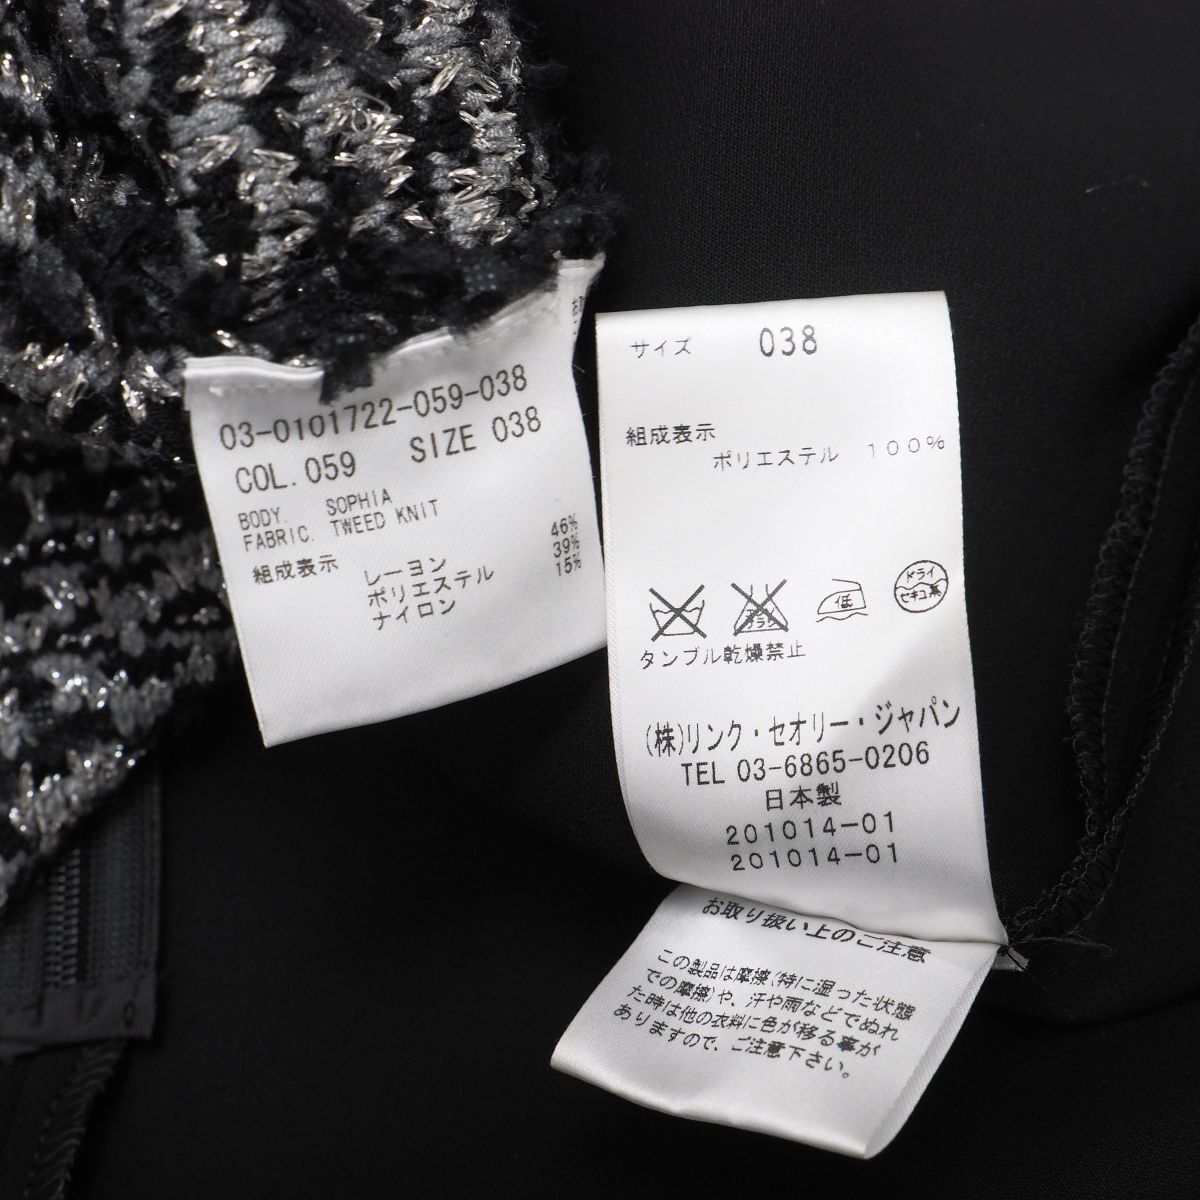 03-0101722-059-038
COL. 059 SIZE 038
BODY. SOPHIA
FABRIC. TWEED KNIT
組成表示
レーヨン 46%
ポリエステル 39%
ナイロン 15%
サイズ 038
組成表示
ポリエステル 100%
低
ドライ
セキユ系
タンブル乾燥禁止
(株)リンク・セオリー・ジャパン
TEL 03-6865-0206
日本製
201014-01
201014-01
お取り扱い上のご注意
この製品は摩擦(特に湿った状態
での摩擦)や、汗や雨などでぬれ
た時は他の衣料に色が移る事が
ありますので、ご注意下さい。